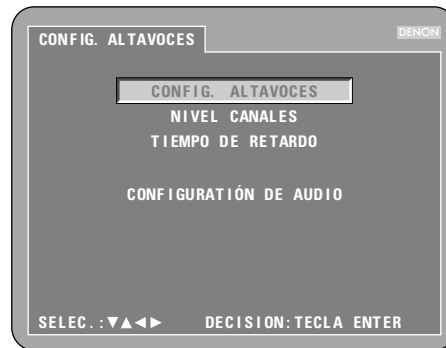 CONFIG. ALTAVOCES
DENON
CONFIG. ALTAVOCES
NIVEL CANALES
TIEMPO DE RETARDO
CONFIGURATIÓN DE AUDIO
SELEC.:▼▲◀▶ DECISION:TECLA ENTER